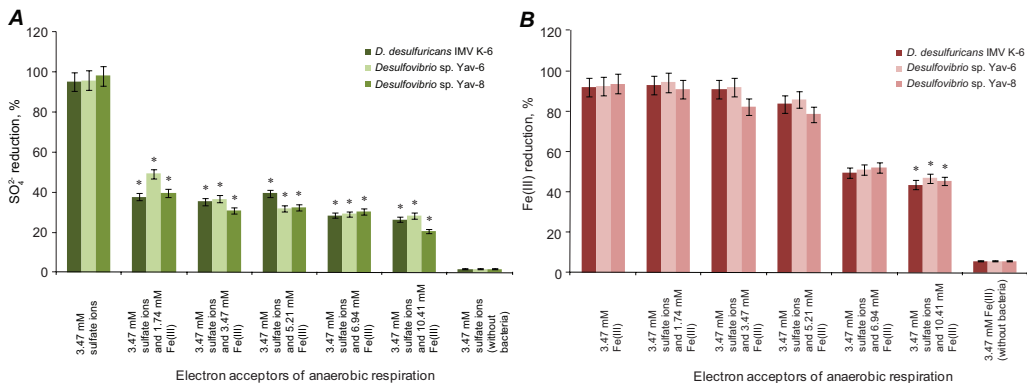 A
120
100
80
60
40
20
0
SO₄²⁻ reduction, %
D. desulfuricans IMV K-6
Desulfovibrio sp. Yav-6
Desulfovibrio sp. Yav-8
* * *
* * *
* * *
* * *
* * *
3.47 mM
sulfate ions
3.47 mM
sulfate ions
and 1.74 mM
Fe(III)
3.47 mM
sulfate ions
and 3.47 mM
Fe(III)
3.47 mM
sulfate ions
and 5.21 mM
Fe(III)
3.47 mM
sulfate ions
and 6.94 mM
Fe(III)
3.47 mM
sulfate ions
and 10.41 mM
Fe(III)
3.47 mM
sulfate ions
(without
bacteria)
Electron acceptors of anaerobic respiration
B
120
100
80
60
40
20
0
Fe(III) reduction, %
D. desulfuricans IMV K-6
Desulfovibrio sp. Yav-6
Desulfovibrio sp. Yav-8
* * *
3.47 mM
Fe(III)
3.47 mM
sulfate ions
and 1.74 mM
Fe(III)
3.47 mM
sulfate ions
and 3.47 mM
Fe(III)
3.47 mM
sulfate ions
and 5.21 mM
Fe(III)
3.47 mM
sulfate ions
and 6.94 mM
Fe(III)
3.47 mM
sulfate ions
and 10.41 mM
Fe(III)
3.47 mM Fe(III)
(without bacteria)
Electron acceptors of anaerobic respiration